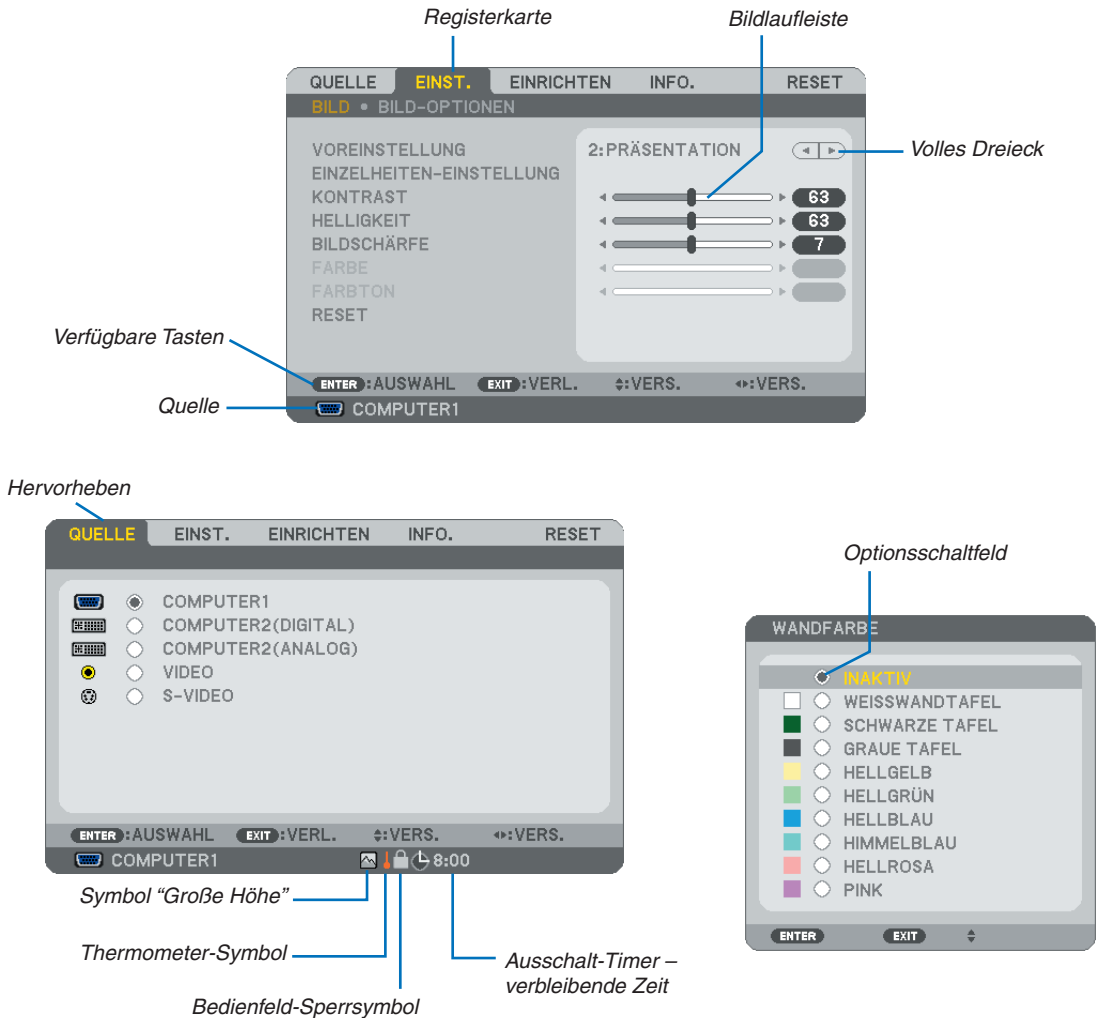 Registerkarte
Bildlaufleiste
QUELLE EINST. EINRICHTEN INFO. RESET
BILD • BILD-OPTIONEN
VOREINSTELLUNG 2:PRÄSENTATION
Volles Dreieck
EINZELHEITEN-EINSTELLUNG
KONTRAST 63
HELLIGKEIT 63
BILDSCHÄRFE 7
FARBE
FARBTON
RESET
Verfügbare Tasten
ENTER:AUSWAHL EXIT:VERL. :VERS. :VERS.
Quelle
COMPUTER1
Hervorheben
QUELLE EINST. EINRICHTEN INFO. RESET
COMPUTER1
COMPUTER2(DIGITAL)
COMPUTER2(ANALOG)
VIDEO
S-VIDEO
ENTER:AUSWAHL EXIT:VERL. :VERS. :VERS.
COMPUTER1 8:00
Symbol “Große Höhe”
Thermometer-Symbol
Bedienfeld-Sperrsymbol
Ausschalt-Timer –
verbleibende Zeit
Optionsschaltfeld
WANDFARBE
INAKTIV
WEISSWANDTAFEL
SCHWARZE TAFEL
GRAUE TAFEL
HELLGELB
HELLGRÜN
HELLBLAU
HIMMELBLAU
HELLROSA
PINK
ENTER EXIT